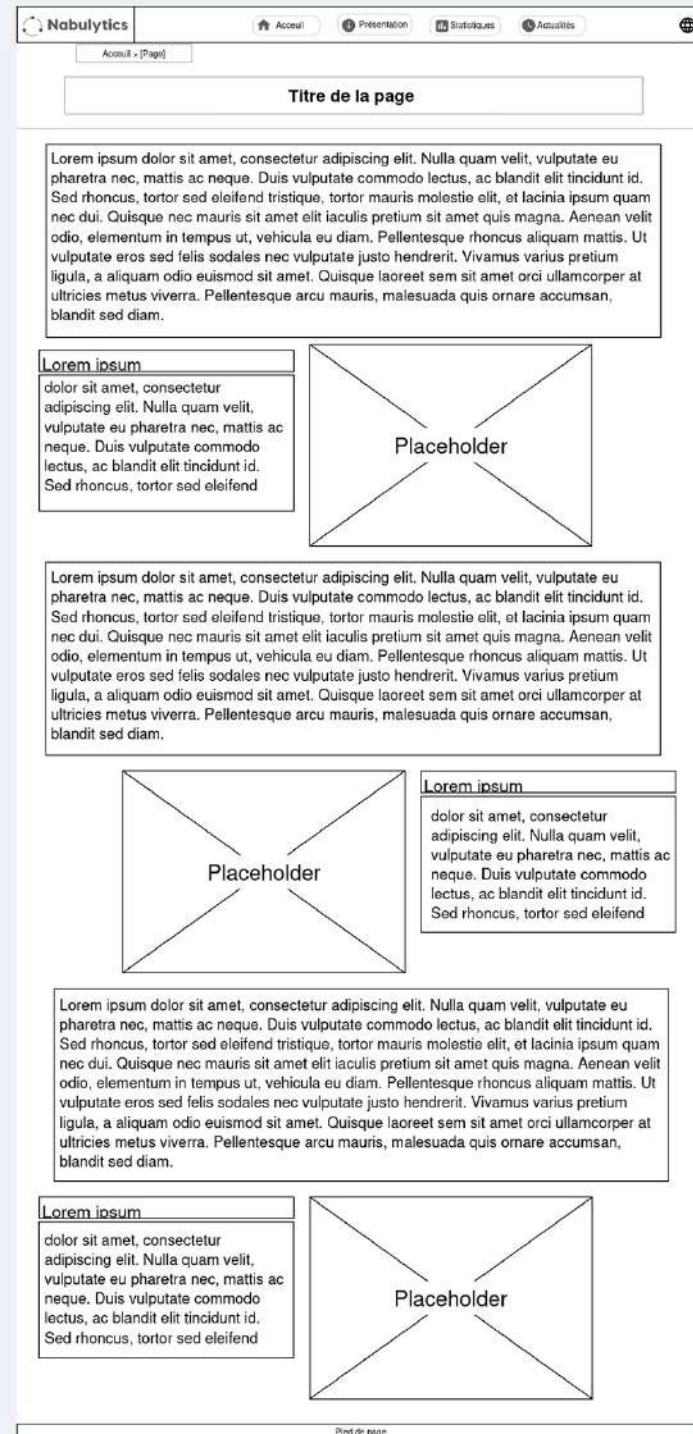 Nabulytics
Acceuil
Présentation
Statistiques
Actualités
Acceuil > [Page]
Titre de la page
Lorem ipsum dolor sit amet, consectetur adipiscing elit. Nulla quam velit, vulputate eu
pharetra nec, mattis ac neque. Duis vulputate commodo lectus, ac blandit elit tincidunt id.
Sed rhoncus, tortor sed eleifend tristique, tortor mauris molestie elit, et lacinia ipsum quam
nec dui. Quisque nec mauris sit amet elit iaculis pretium sit amet quis magna. Aenean velit
odio, elementum in tempus ut, vehicula eu diam. Pellentesque rhoncus aliquam mattis. Ut
vulputate eros sed felis sodales nec vulputate justo hendrerit. Vivamus varius pretium
ligula, a aliquam odio euismod sit amet. Quisque laoreet sem sit amet orci ullamcorper at
ultricies metus viverra. Pellentesque arcu mauris, malesuada quis ornare accumsan,
blandit sed diam.
Lorem ipsum
dolor sit amet, consectetur
adipiscing elit. Nulla quam velit,
vulputate eu pharetra nec, mattis ac
neque. Duis vulputate commodo
lectus, ac blandit elit tincidunt id.
Sed rhoncus, tortor sed eleifend
Placeholder
Lorem ipsum dolor sit amet, consectetur adipiscing elit. Nulla quam velit, vulputate eu
pharetra nec, mattis ac neque. Duis vulputate commodo lectus, ac blandit elit tincidunt id.
Sed rhoncus, tortor sed eleifend tristique, tortor mauris molestie elit, et lacinia ipsum quam
nec dui. Quisque nec mauris sit amet elit iaculis pretium sit amet quis magna. Aenean velit
odio, elementum in tempus ut, vehicula eu diam. Pellentesque rhoncus aliquam mattis. Ut
vulputate eros sed felis sodales nec vulputate justo hendrerit. Vivamus varius pretium
ligula, a aliquam odio euismod sit amet. Quisque laoreet sem sit amet orci ullamcorper at
ultricies metus viverra. Pellentesque arcu mauris, malesuada quis ornare accumsan,
blandit sed diam.
Placeholder
Lorem ipsum
dolor sit amet, consectetur
adipiscing elit. Nulla quam velit,
vulputate eu pharetra nec, mattis ac
neque. Duis vulputate commodo
lectus, ac blandit elit tincidunt id.
Sed rhoncus, tortor sed eleifend
Lorem ipsum dolor sit amet, consectetur adipiscing elit. Nulla quam velit, vulputate eu
pharetra nec, mattis ac neque. Duis vulputate commodo lectus, ac blandit elit tincidunt id.
Sed rhoncus, tortor sed eleifend tristique, tortor mauris molestie elit, et lacinia ipsum quam
nec dui. Quisque nec mauris sit amet elit iaculis pretium sit amet quis magna. Aenean velit
odio, elementum in tempus ut, vehicula eu diam. Pellentesque rhoncus aliquam mattis. Ut
vulputate eros sed felis sodales nec vulputate justo hendrerit. Vivamus varius pretium
ligula, a aliquam odio euismod sit amet. Quisque laoreet sem sit amet orci ullamcorper at
ultricies metus viverra. Pellentesque arcu mauris, malesuada quis ornare accumsan,
blandit sed diam.
Lorem ipsum
dolor sit amet, consectetur
adipiscing elit. Nulla quam velit,
vulputate eu pharetra nec, mattis ac
neque. Duis vulputate commodo
lectus, ac blandit elit tincidunt id.
Sed rhoncus, tortor sed eleifend
Placeholder
Pied de page